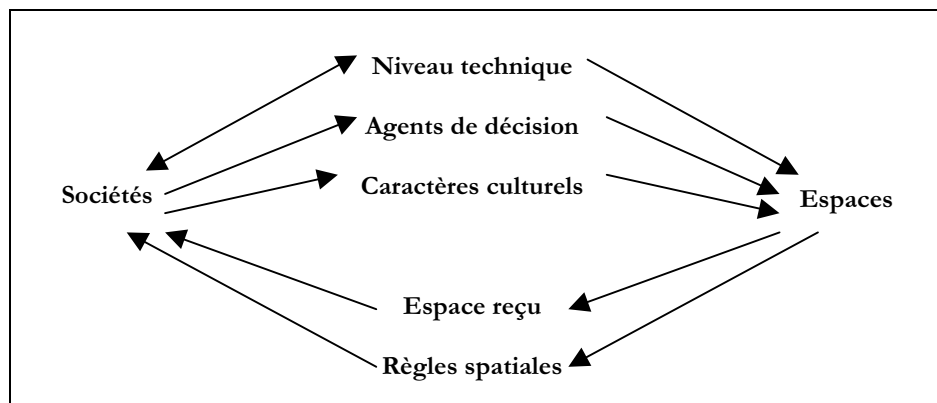 Niveau technique
Agents de décision
Caractères culturels
Sociétés
Espaces
Espace reçu
Règles spatiales